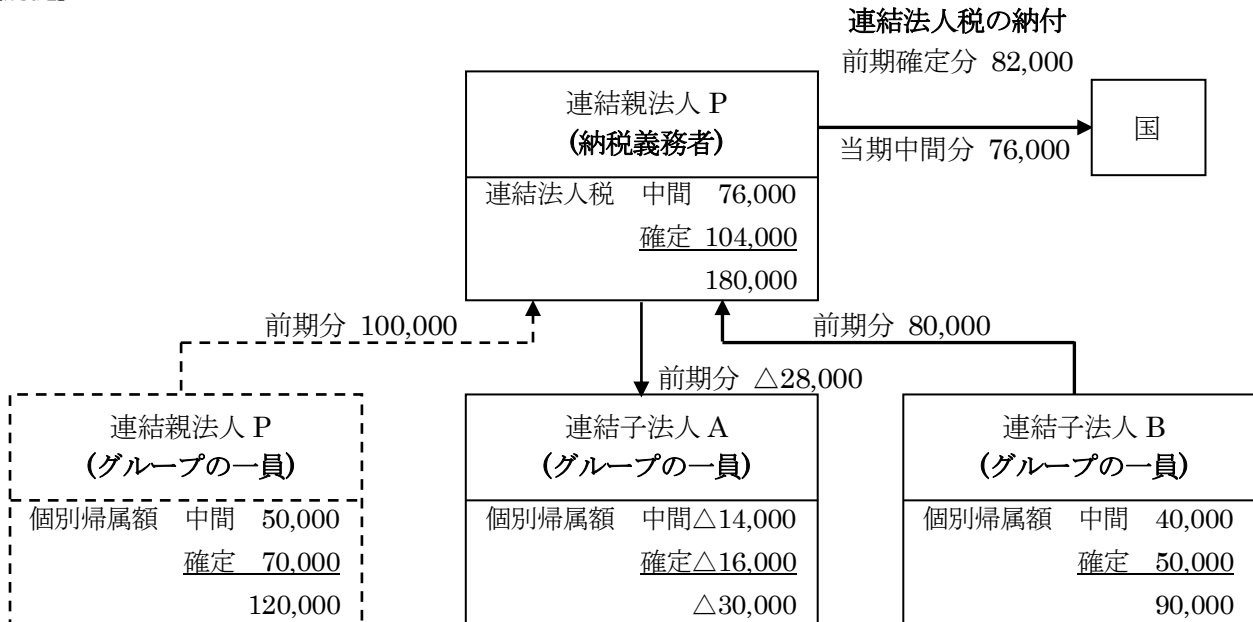 連結法人税の納付
前期確定分 82,000
連結親法人 P
(納税義務者)
国
当期中間分 76,000
連結法人税 中間 76,000
確定 104,000
180,000
前期分 100,000
前期分 80,000
前期分 △28,000
連結親法人 P
(グループの一員)
個別帰属額 中間 50,000
確定 70,000
120,000
連結子法人 A
(グループの一員)
個別帰属額 中間△14,000
確定△16,000
△30,000
連結子法人 B
(グループの一員)
個別帰属額 中間 40,000
確定 50,000
90,000